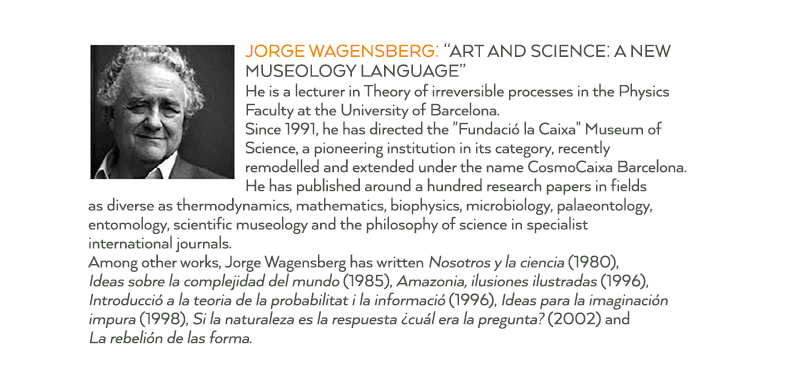 JORGE WAGENSBERG: “ART AND SCIENCE: A NEW
MUSEOLOGY LANGUAGE”
He is a lecturer in Theory of irreversible processes in the Physics
Faculty at the University of Barcelona.
Since 1991, he has directed the "Fundació la Caixa" Museum of
Science, a pioneering institution in its category, recently
remodelled and extended under the name CosmoCaixa Barcelona.
He has published around a hundred research papers in fields
as diverse as thermodynamics, mathematics, biophysics, microbiology, palaeontology,
entomology, scientific museology and the philosophy of science in specialist
international journals.
Among other works, Jorge Wagensberg has written Nosotros y la ciencia (1980),
Ideas sobre la complejidad del mundo (1985), Amazonia, ilusiones ilustradas (1996),
Introducció a la teoria de la probabilitat i la informació (1996), Ideas para la imaginación
impura (1998), Si la naturaleza es la respuesta ¿cuál era la pregunta? (2002) and
La rebelión de las forma.